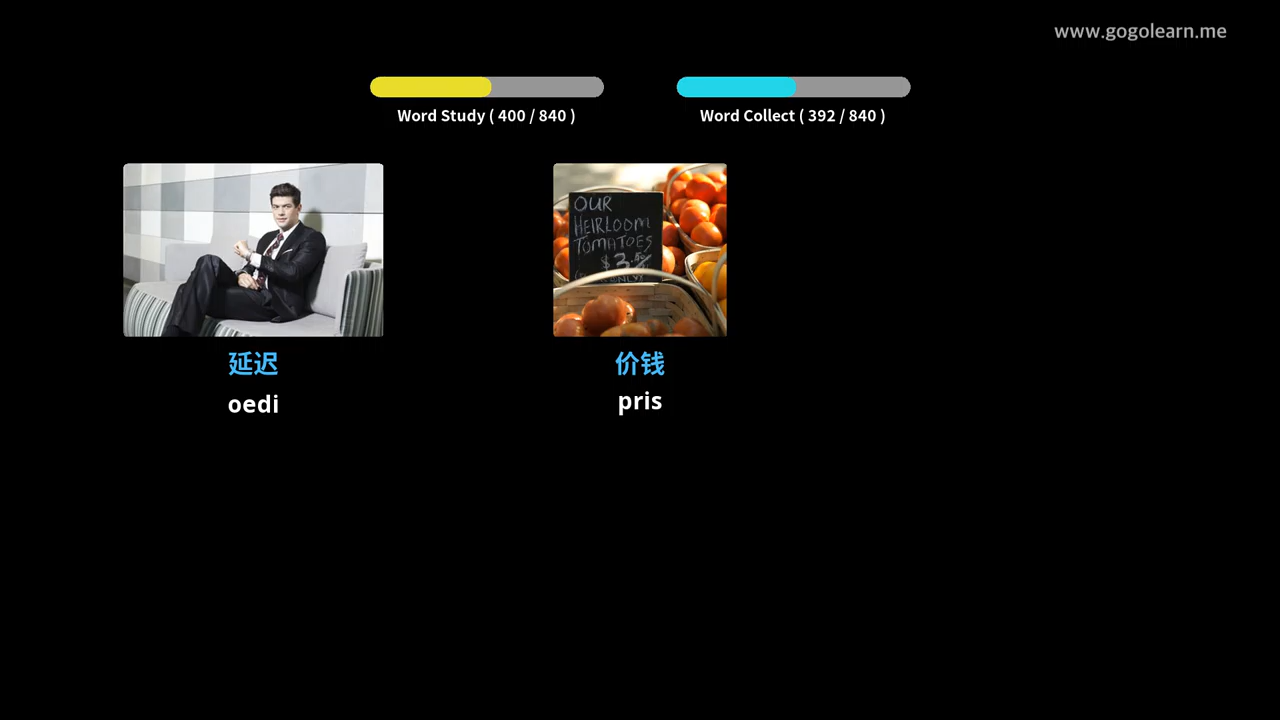 www.gogolearn.me
Word Study ( 400 / 840 )
Word Collect ( 392 / 840 )
OUR
HEIRLOOM
TOMATOES
延迟
价钱
oedi
pris